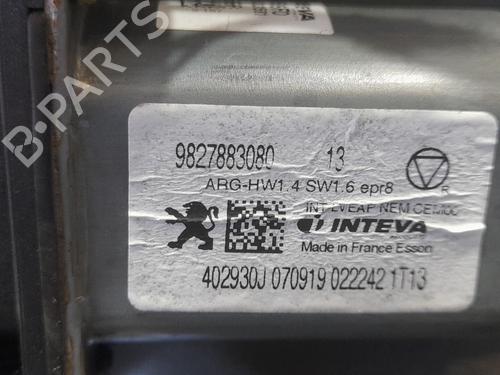 B-PARTS
9827883080 13
ARG-HW1.4 SW1.6 epr8
R
INTEVA
Made in France Esson
402930J 070919 022242 1T13